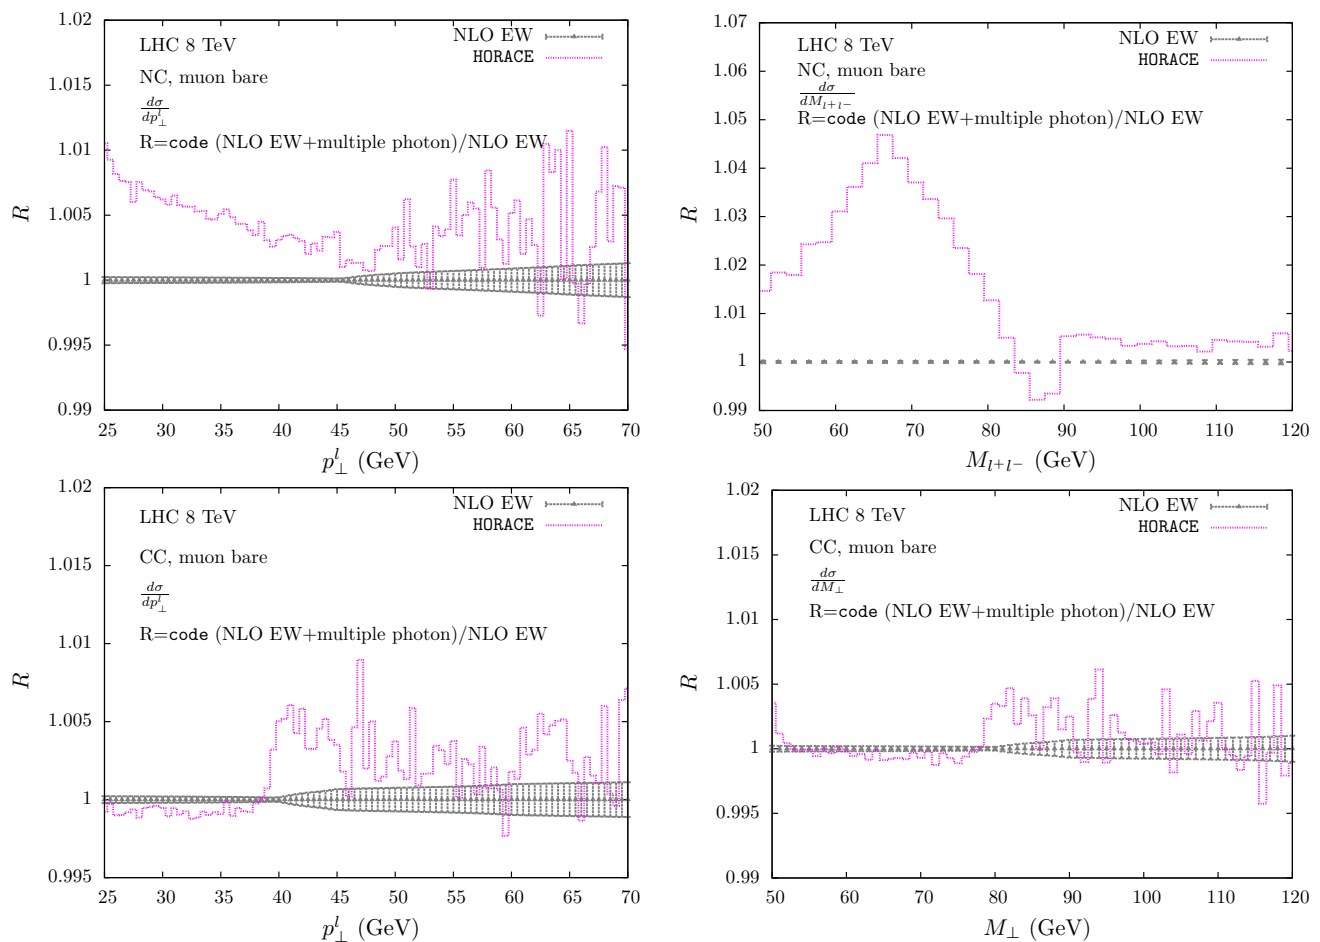 1.02
1.015
1.01
1.005
1
0.995
0.99
R
LHC 8 TeV
NC, muon bare
dσ/dp_⊥^l
R=code (NLO EW+multiple photon)/NLO EW
NLO EW
HORACE
25 30 35 40 45 50 55 60 65 70
p_⊥^l (GeV)
1.07
1.06
1.05
1.04
1.03
1.02
1.01
1
0.99
R
LHC 8 TeV
NC, muon bare
dσ/dM_{l+l−}
R=code (NLO EW+multiple photon)/NLO EW
NLO EW
HORACE
50 60 70 80 90 100 110 120
M_{l+l−} (GeV)
1.02
1.015
1.01
1.005
1
0.995
R
LHC 8 TeV
CC, muon bare
dσ/dp_⊥^l
R=code (NLO EW+multiple photon)/NLO EW
NLO EW
HORACE
25 30 35 40 45 50 55 60 65 70
p_⊥^l (GeV)
1.02
1.015
1.01
1.005
1
0.995
0.99
R
LHC 8 TeV
CC, muon bare
dσ/dM_⊥
R=code (NLO EW+multiple photon)/NLO EW
NLO EW
HORACE
50 60 70 80 90 100 110 120
M_⊥ (GeV)